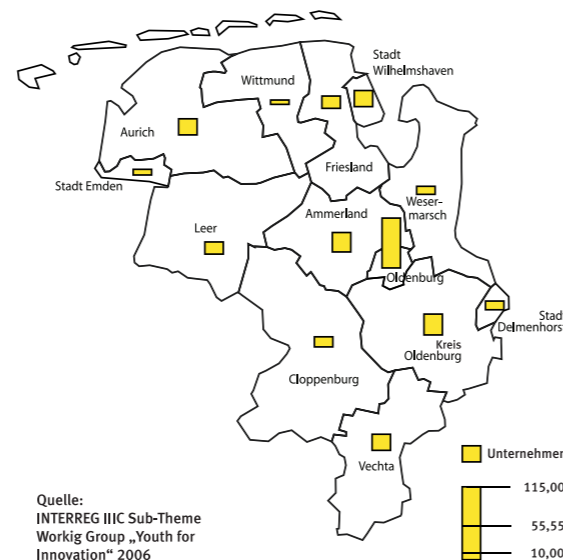 Stadt
Wilhelmshaven
Wittmund
Aurich
Friesland
Stadt Emden
Weser-
marsch
Ammerland
Leer
Oldenburg
Stad
Delmenhorst
Kreis
Oldenburg
Cloppenburg
Vechta
Unternehmen
115,00
55,55
10,00
Quelle:
INTERREG IIIC Sub-Theme
Workig Group „Youth for
Innovation“ 2006